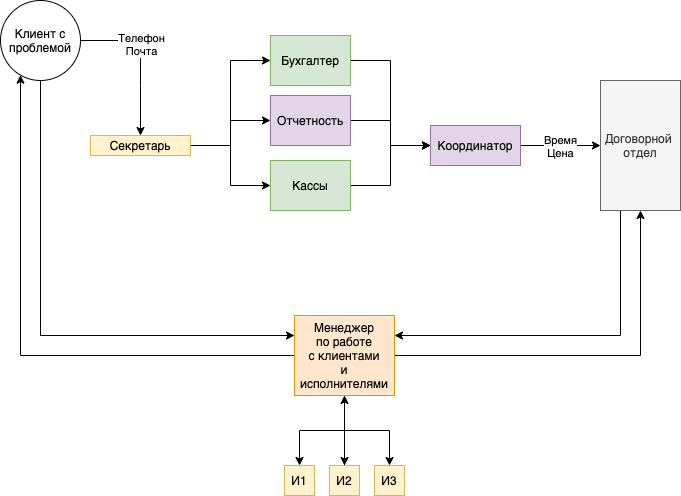 Клиент с
проблемой
Телефон
Почта
Секретарь
Бухгалтер
Отчетность
Кассы
Координатор
Время
Цена
Договорной
отдел
Менеджер
по работе
с клиентами
и
исполнителями
И1
И2
И3